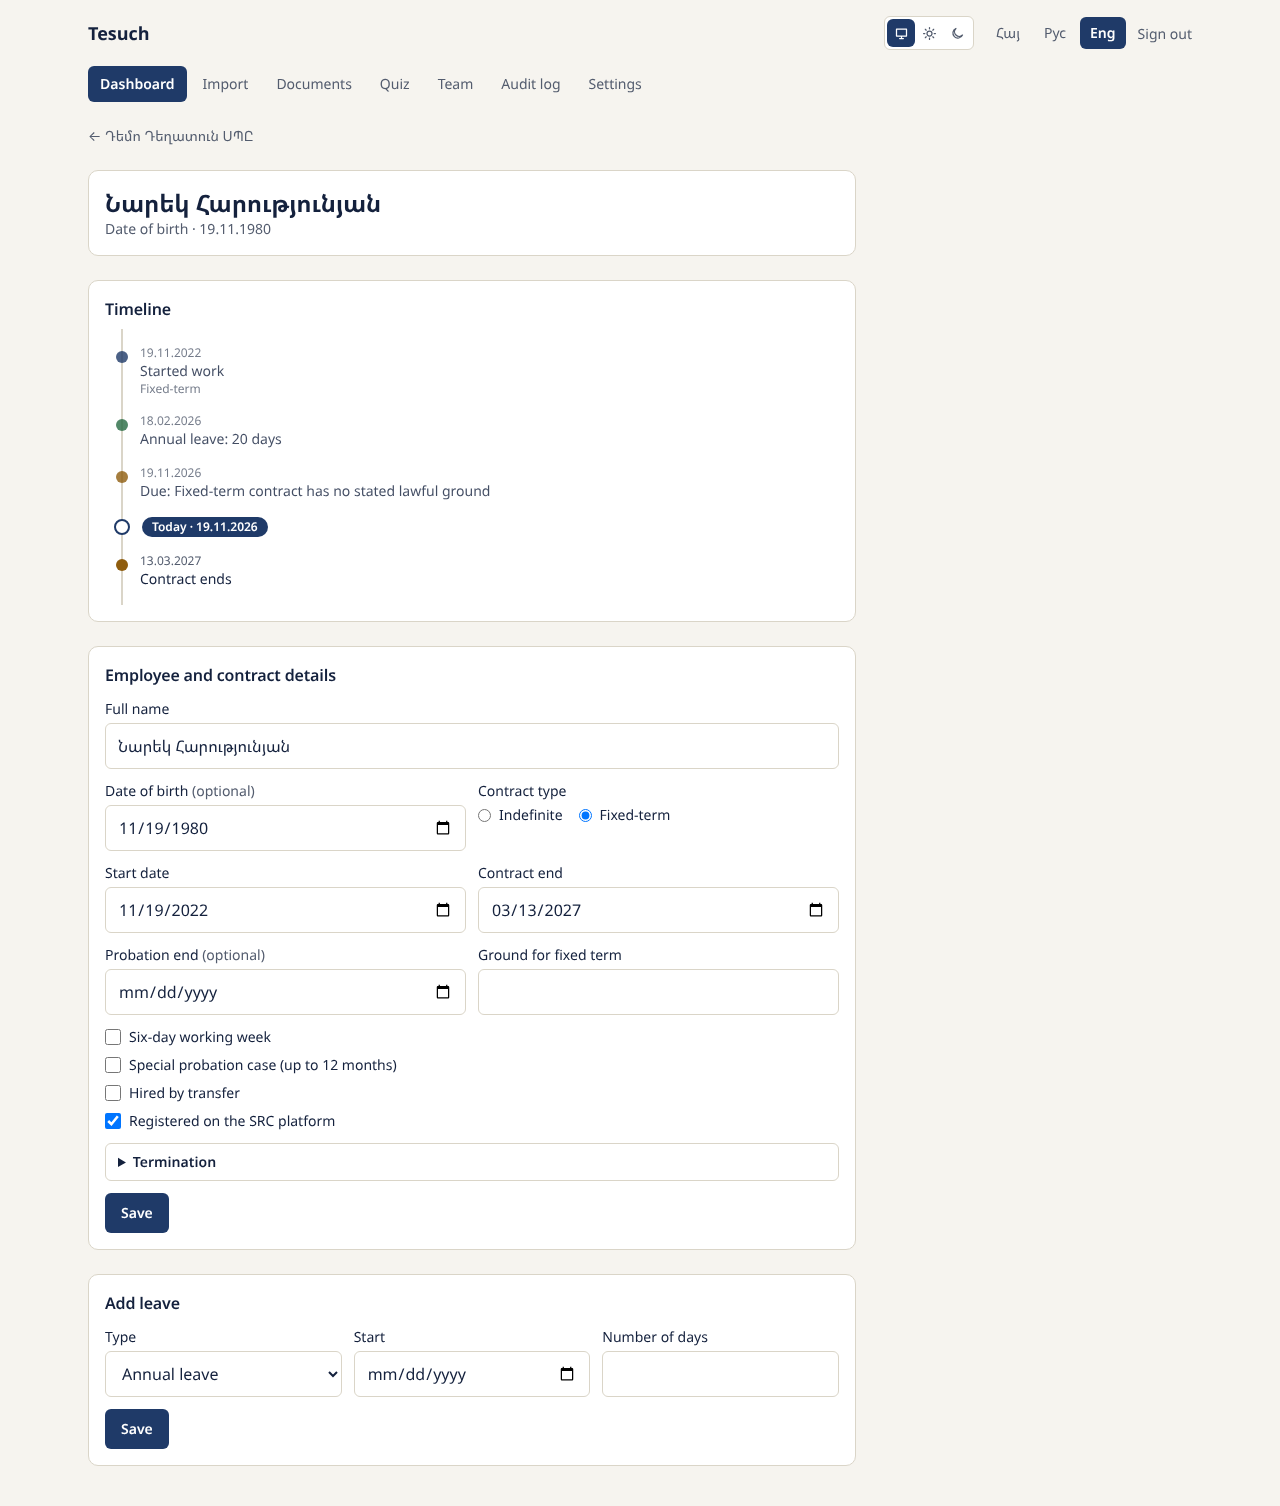 Tesuch
Հայ Рус Eng Sign out
Dashboard Import Documents Quiz Team Audit log Settings
← Դեմո Դեղատուն ՍՊԸ
Նարեկ Հարությունյան
Date of birth · 19.11.1980
Timeline
19.11.2022
Started work
Fixed-term
18.02.2026
Annual leave: 20 days
19.11.2026
Due: Fixed-term contract has no stated lawful ground
Today · 19.11.2026
13.03.2027
Contract ends
Employee and contract details
Full name
Նարեկ Հարությունյան
Date of birth (optional) Contract type
11/19/1980 Indefinite Fixed-term
Start date Contract end
11/19/2022 03/13/2027
Probation end (optional) Ground for fixed term
mm/dd/yyyy
Six-day working week
Special probation case (up to 12 months)
Hired by transfer
Registered on the SRC platform
Termination
Save
Add leave
Type Start Number of days
Annual leave mm/dd/yyyy
Save